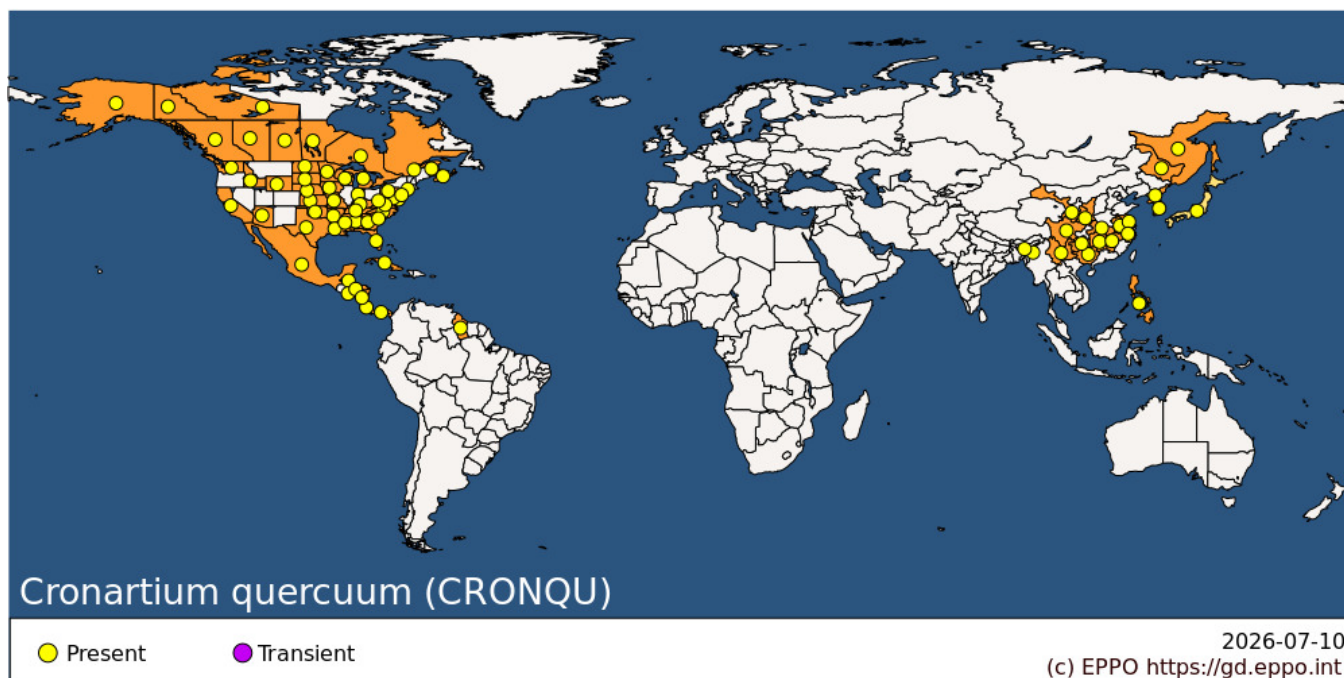 Cronartium quercuum (CRONQU)
Present
Transient
2026-07-10
(c) EPPO https://gd.eppo.int